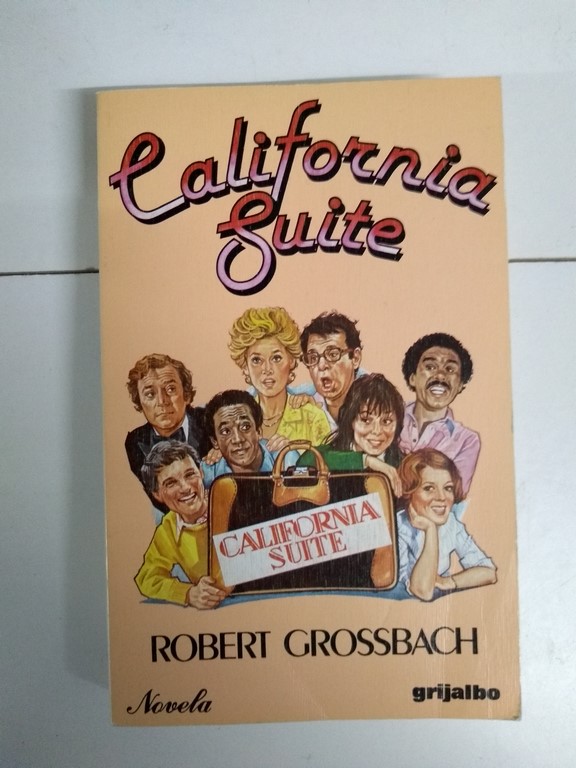 California
Suite
CALIFORNIA
SUITE
ROBERT GROSSBACH
Novela
grijalbo